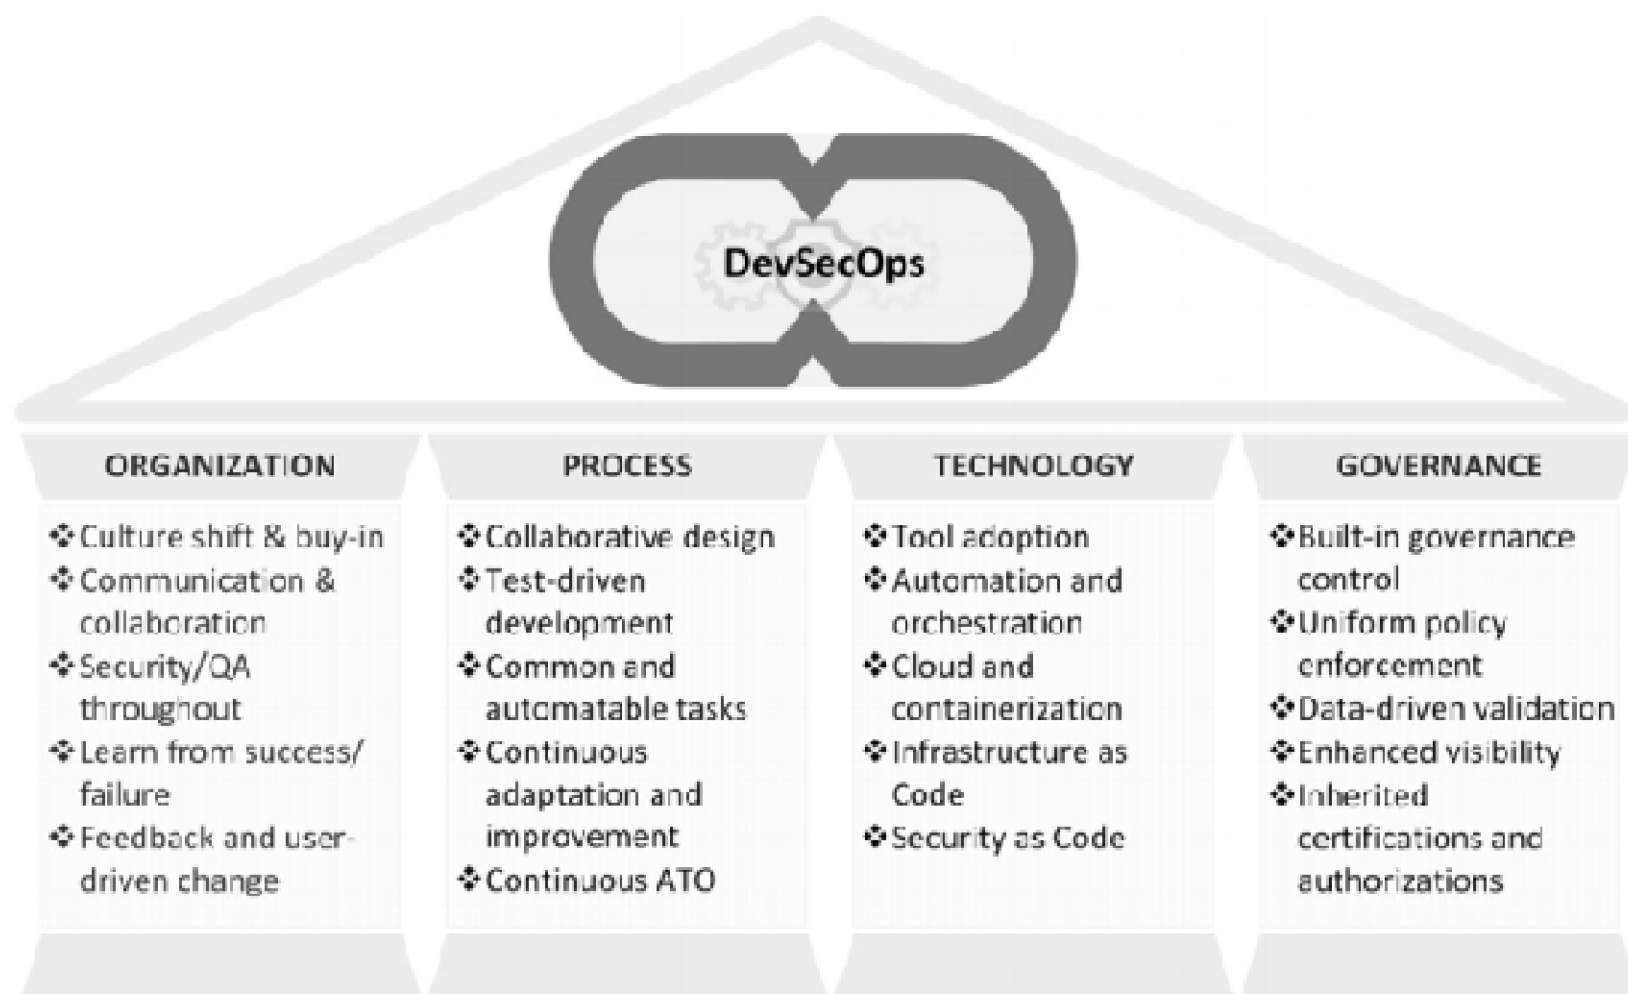 DevSecOps
ORGANIZATION
❖Culture shift & buy-in
❖Communication &
collaboration
❖Security/QA
throughout
❖Learn from success/
failure
❖Feedback and user-
driven change
PROCESS
❖Collaborative design
❖Test-driven
development
❖Common and
automatable tasks
❖Continuous
adaptation and
improvement
❖Continuous ATO
TECHNOLOGY
❖Tool adoption
❖Automation and
orchestration
❖Cloud and
containerization
❖Infrastructure as
Code
❖Security as Code
GOVERNANCE
❖Built-in governance
control
❖Uniform policy
enforcement
❖Data-driven validation
❖Enhanced visibility
❖Inherited
certifications and
authorizations